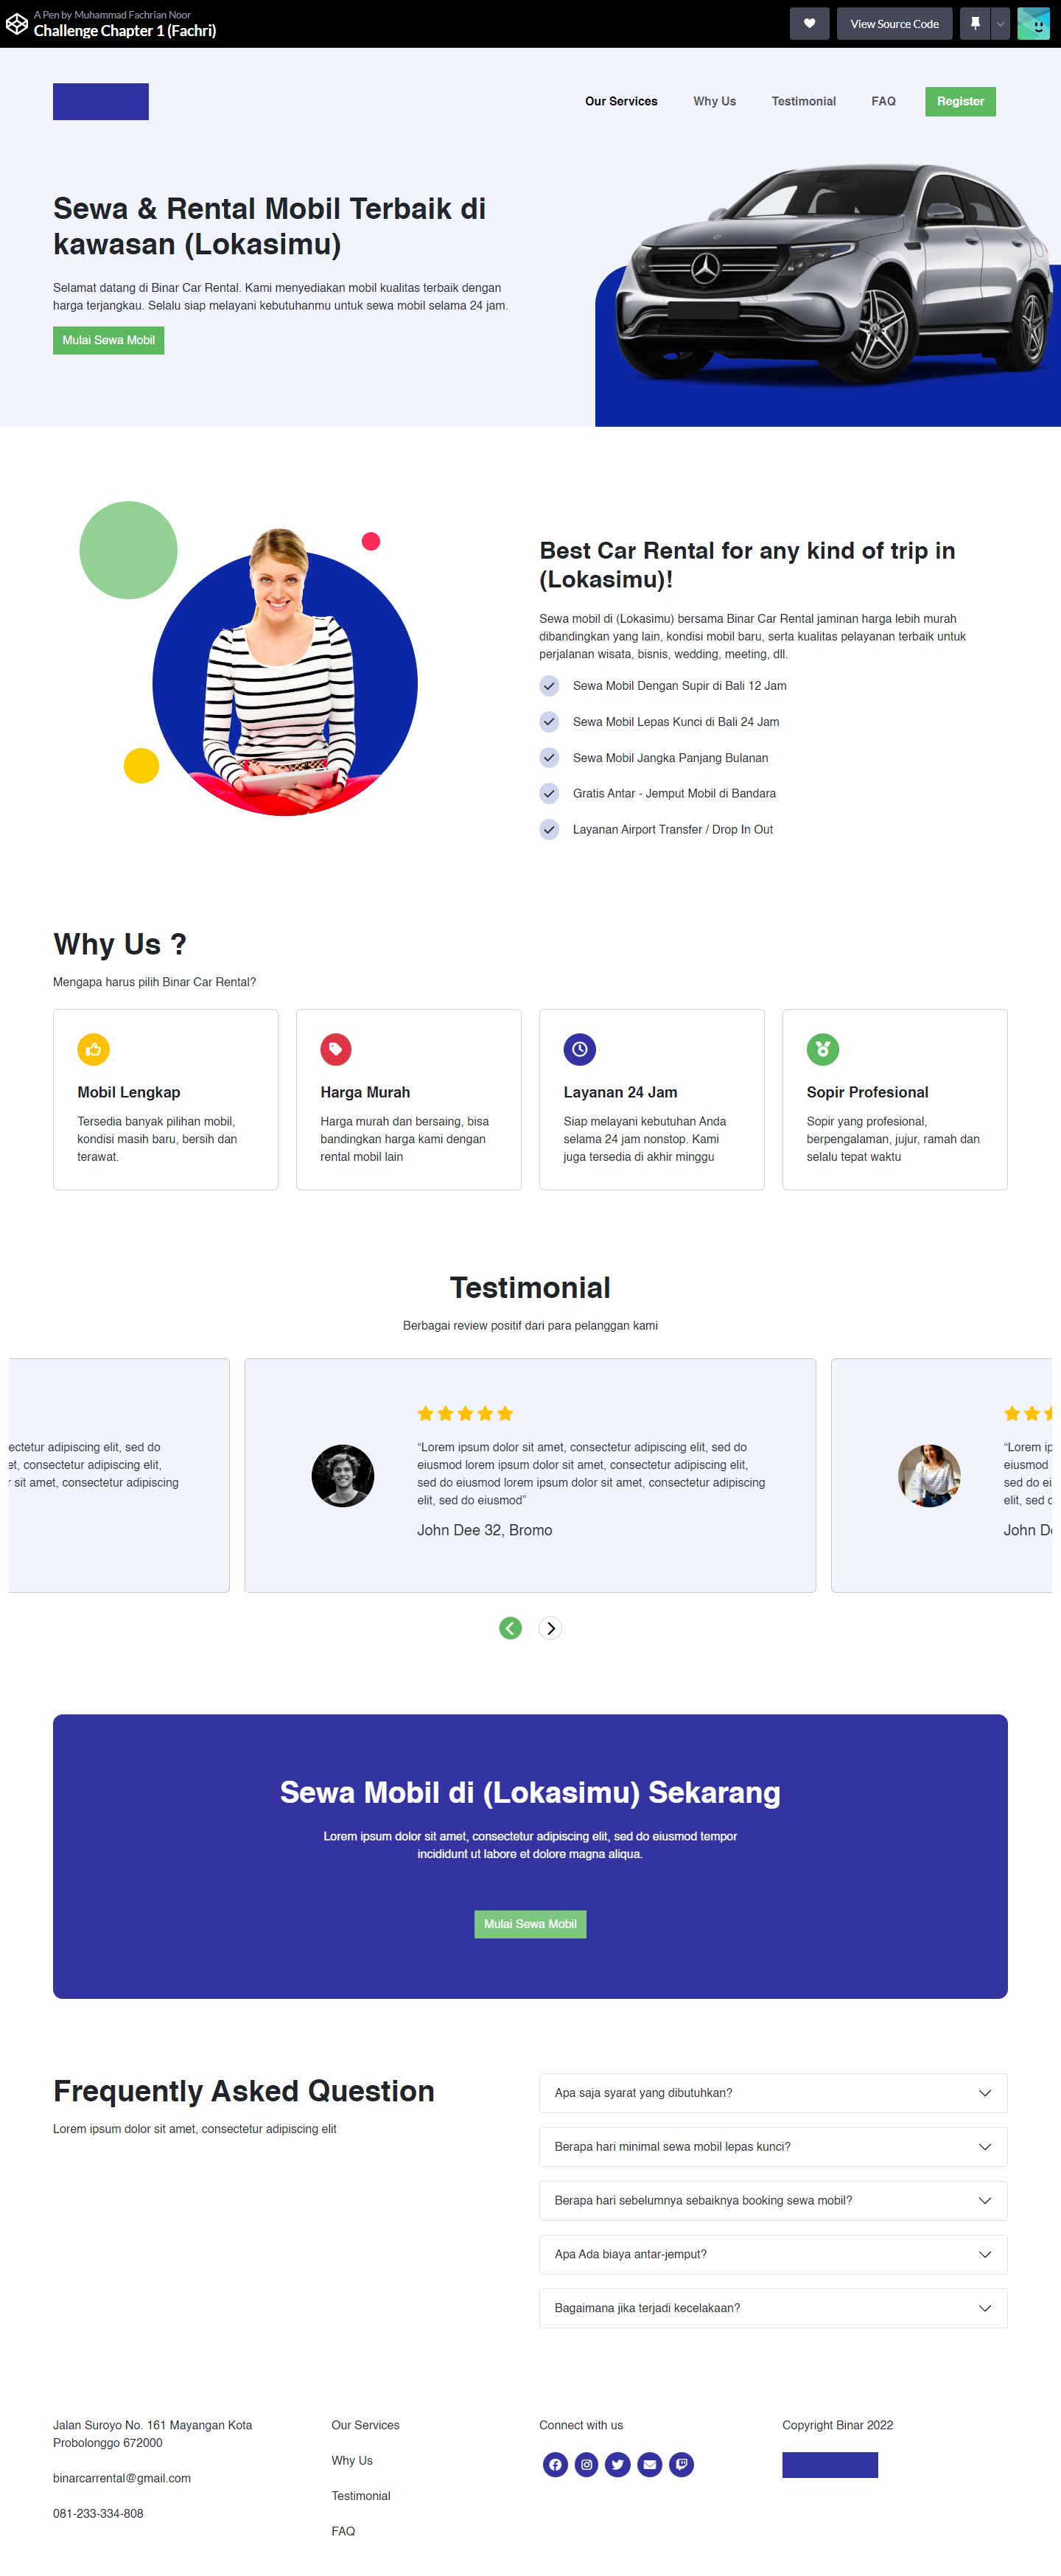 A Pen by Muhammad Fachrian Noor
Challenge Chapter 1 (Fachri)
View Source Code
Our Services
Why Us
Testimonial
FAQ
Register
Sewa & Rental Mobil Terbaik di
kawasan (Lokasimu)
Selamat datang di Binar Car Rental. Kami menyediakan mobil kualitas terbaik dengan
harga terjangkau. Selalu siap melayani kebutuhanmu untuk sewa mobil selama 24 jam.
Mulai Sewa Mobil
Best Car Rental for any kind of trip in
(Lokasimu)!
Sewa mobil di (Lokasimu) bersama Binar Car Rental jaminan harga lebih murah
dibandingkan yang lain, kondisi mobil baru, serta kualitas pelayanan terbaik untuk
perjalanan wisata, bisnis, wedding, meeting, dll.
Sewa Mobil Dengan Supir di Bali 12 Jam
Sewa Mobil Lepas Kunci di Bali 24 Jam
Sewa Mobil Jangka Panjang Bulanan
Gratis Antar - Jemput Mobil di Bandara
Layanan Airport Transfer / Drop In Out
Why Us ?
Mengapa harus pilih Binar Car Rental?
Mobil Lengkap
Tersedia banyak pilihan mobil,
kondisi masih baru, bersih dan
terawat.
Harga Murah
Harga murah dan bersaing, bisa
bandingkan harga kami dengan
rental mobil lain
Layanan 24 Jam
Siap melayani kebutuhan Anda
selama 24 jam nonstop. Kami
juga tersedia di akhir minggu
Sopir Profesional
Sopir yang profesional,
berpengalaman, jujur, ramah dan
selalu tepat waktu
Testimonial
Berbagai review positif dari para pelanggan kami
adipiscing elit, sed do
consectetur adipiscing elit,
sit amet, consectetur adipiscing
“Lorem ipsum dolor sit amet, consectetur adipiscing elit, sed do
eiusmod lorem ipsum dolor sit amet, consectetur adipiscing elit,
sed do eiusmod lorem ipsum dolor sit amet, consectetur adipiscing
elit, sed do eiusmod”
John Dee 32, Bromo
“Lorem
eiusmod
sed do
elit, sed
John
Sewa Mobil di (Lokasimu) Sekarang
Lorem ipsum dolor sit amet, consectetur adipiscing elit, sed do eiusmod tempor
incididunt ut labore et dolore magna aliqua.
Mulai Sewa Mobil
Frequently Asked Question
Lorem ipsum dolor sit amet, consectetur adipiscing elit
Apa saja syarat yang dibutuhkan?
Berapa hari minimal sewa mobil lepas kunci?
Berapa hari sebelumnya sebaiknya booking sewa mobil?
Apa Ada biaya antar-jemput?
Bagaimana jika terjadi kecelakaan?
Jalan Suroyo No. 161 Mayangan Kota
Probolonggo 672000
binarcarrental@gmail.com
081-233-334-808
Our Services
Why Us
Testimonial
FAQ
Connect with us
Copyright Binar 2022